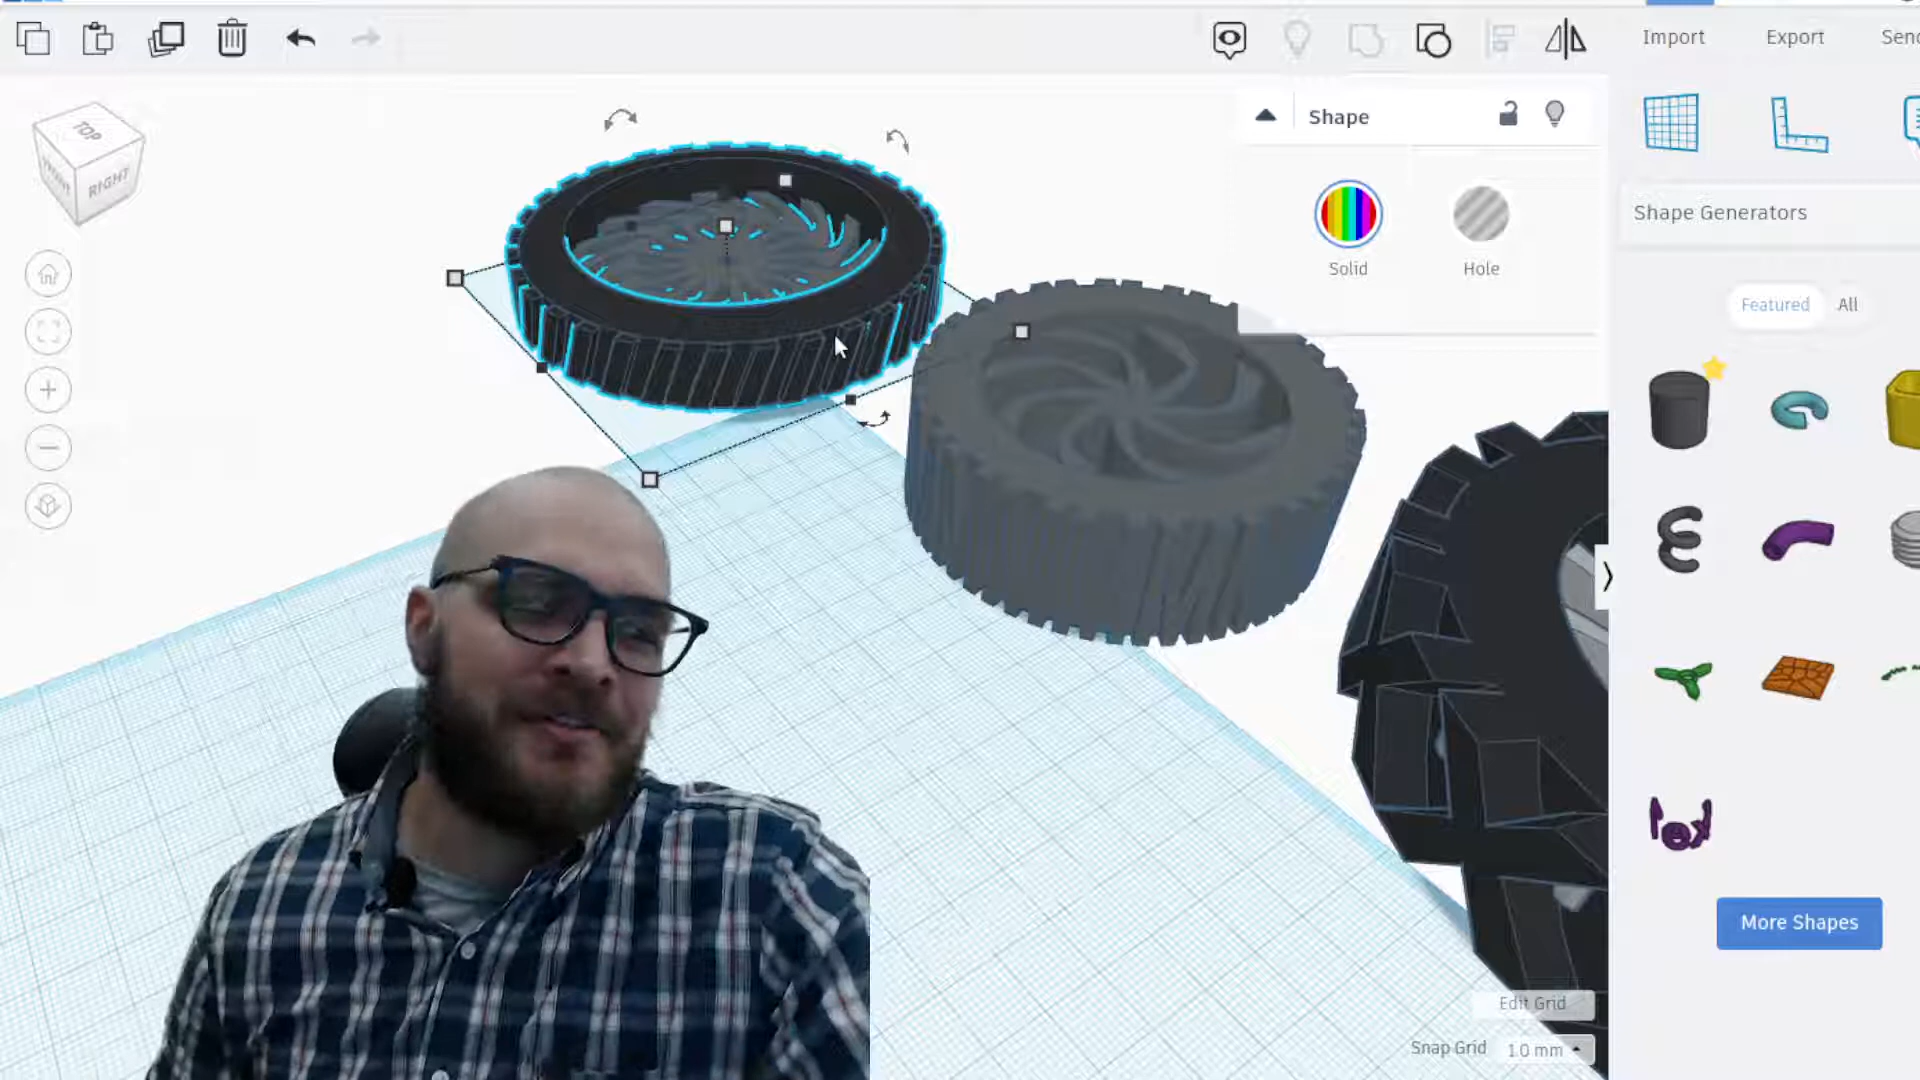 Import
Export
Shape
Solid
Hole
Shape Generators
Featured
All
TOP
RIGHT
More Shapes
Edit Grid
Snap Grid
1.0 mm